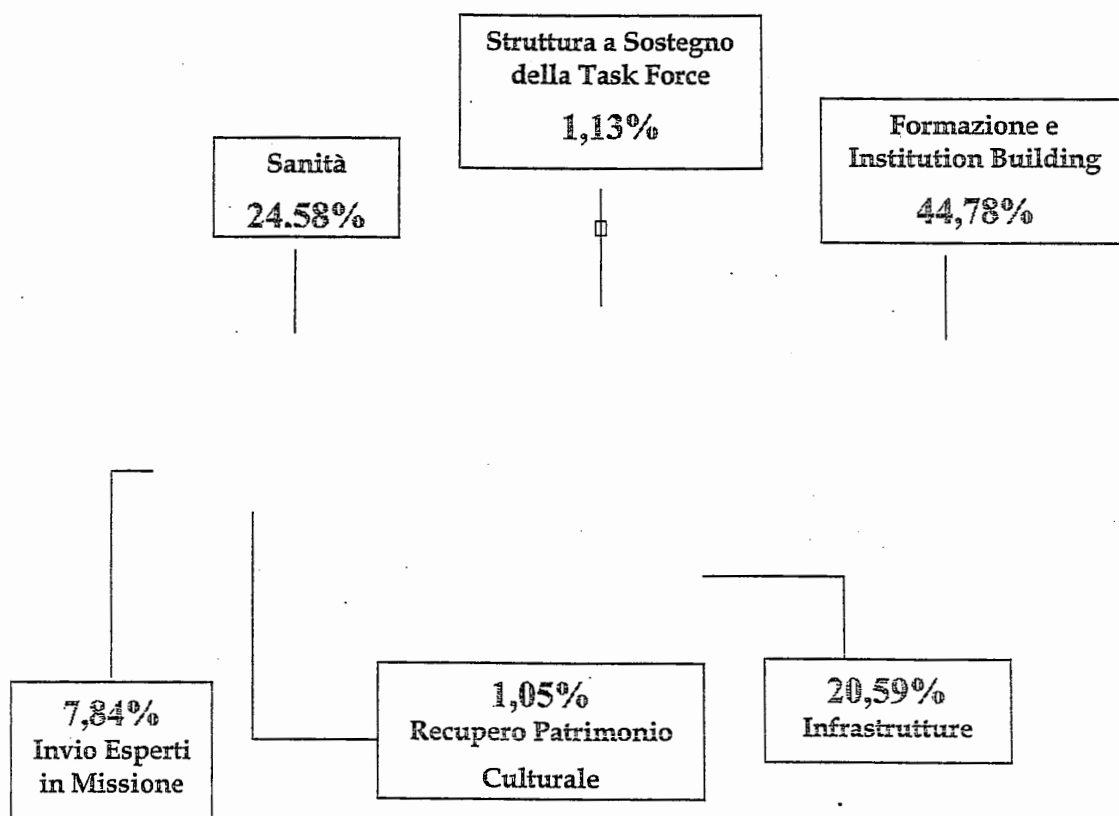 Struttura a Sostegno
della Task Force
1,13%
Formazione e
Institution Building
44,78%
Sanità
24.58%
7,84%
Invio Esperti
in Missione
1,05%
Recupero Patrimonio
Culturale
20,59%
Infrastrutture